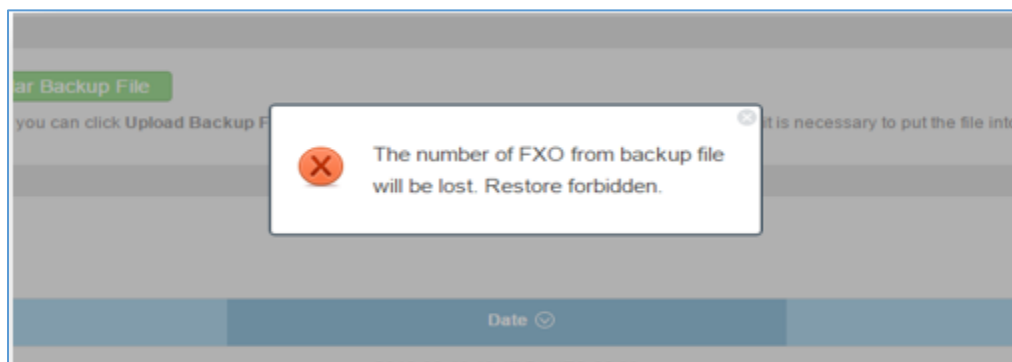 ar Backup File
you can click Upload Backup F
it is necessary to put the file into
The number of FXO from backup file
will be lost. Restore forbidden.
Date